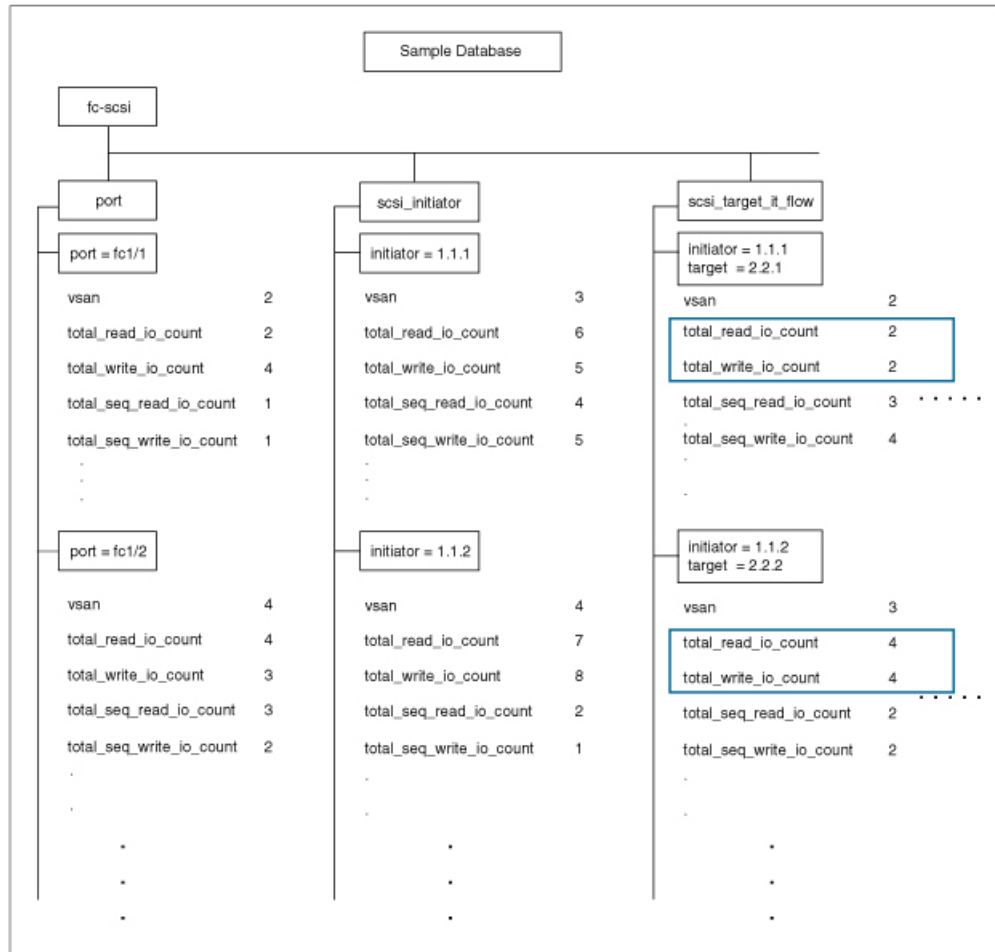 Sample Database
fc-scsi
port
port = fc1/1
vsan 2
total_read_io_count 2
total_write_io_count 4
total_seq_read_io_count 1
total_seq_write_io_count 1
port = fc1/2
vsan 4
total_read_io_count 4
total_write_io_count 3
total_seq_read_io_count 3
total_seq_write_io_count 2
scsi_initiator
initiator = 1.1.1
vsan 3
total_read_io_count 6
total_write_io_count 5
total_seq_read_io_count 4
total_seq_write_io_count 5
initiator = 1.1.2
vsan 4
total_read_io_count 7
total_write_io_count 8
total_seq_read_io_count 2
total_seq_write_io_count 1
scsi_target_it_flow
initiator = 1.1.1
target = 2.2.1
vsan 2
total_read_io_count 2
total_write_io_count 2
total_seq_read_io_count 3
total_seq_write_io_count 4
initiator = 1.1.2
target = 2.2.2
vsan 3
total_read_io_count 4
total_write_io_count 4
total_seq_read_io_count 2
total_seq_write_io_count 2